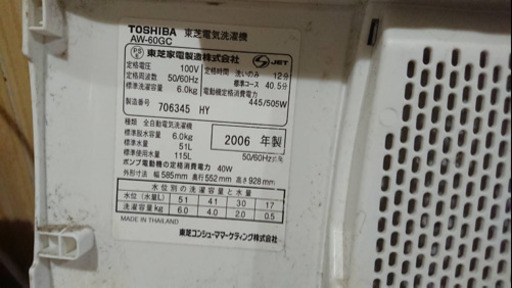 TOSHIBA 東芝電気洗濯機
AW-60GC
PS E 東芝家電製造株式会社 S JET
定格電圧 100V 定格時間 洗いのみ 12分
定格周波数 50/60Hz 標準コース 40.5分
標準洗濯容量 6.0kg 電動機定格消費電力
製造番号 706345 HY 445/505W
種類 全自動電気洗濯機
標準脱水容量 6.0kg
標準水量 51L
標準使用水量 115L
2006 年製
50/60Hz共用
ポンプ電動機の定格消費電力 40W
外形寸法 幅585mm 奥行552mm 高さ928mm
水位別の洗濯容量と水量
水位(水量L) 51 41 30 17
洗濯容量kg 6.0 4.0 2.0 0.5
MADE IN THAILAND
東芝コンシューママーケティング株式会社